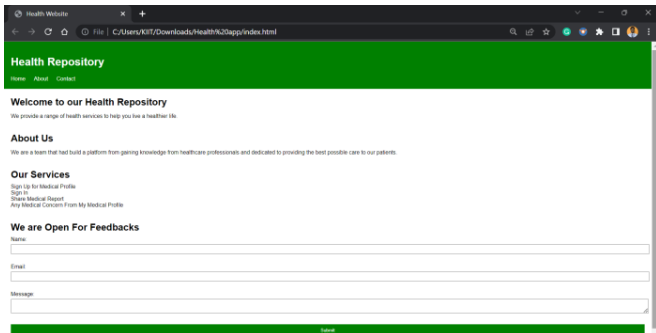 Health Website
File | C:/Users/KIIT/Downloads/Health%20app/index.html
Health Repository
Home About Contact
Welcome to our Health Repository
We provide a range of health services to help you live a healthier life.
About Us
We are a team that had build a platform from gaining knowledge from healthcare professionals and dedicated to providing the best possible care to our patients.
Our Services
Sign Up for Medical Profile
Sign In
Share Medical Report
Any Medical Concern From My Medical Profile
We are Open For Feedbacks
Name:
Email:
Message:
Submit